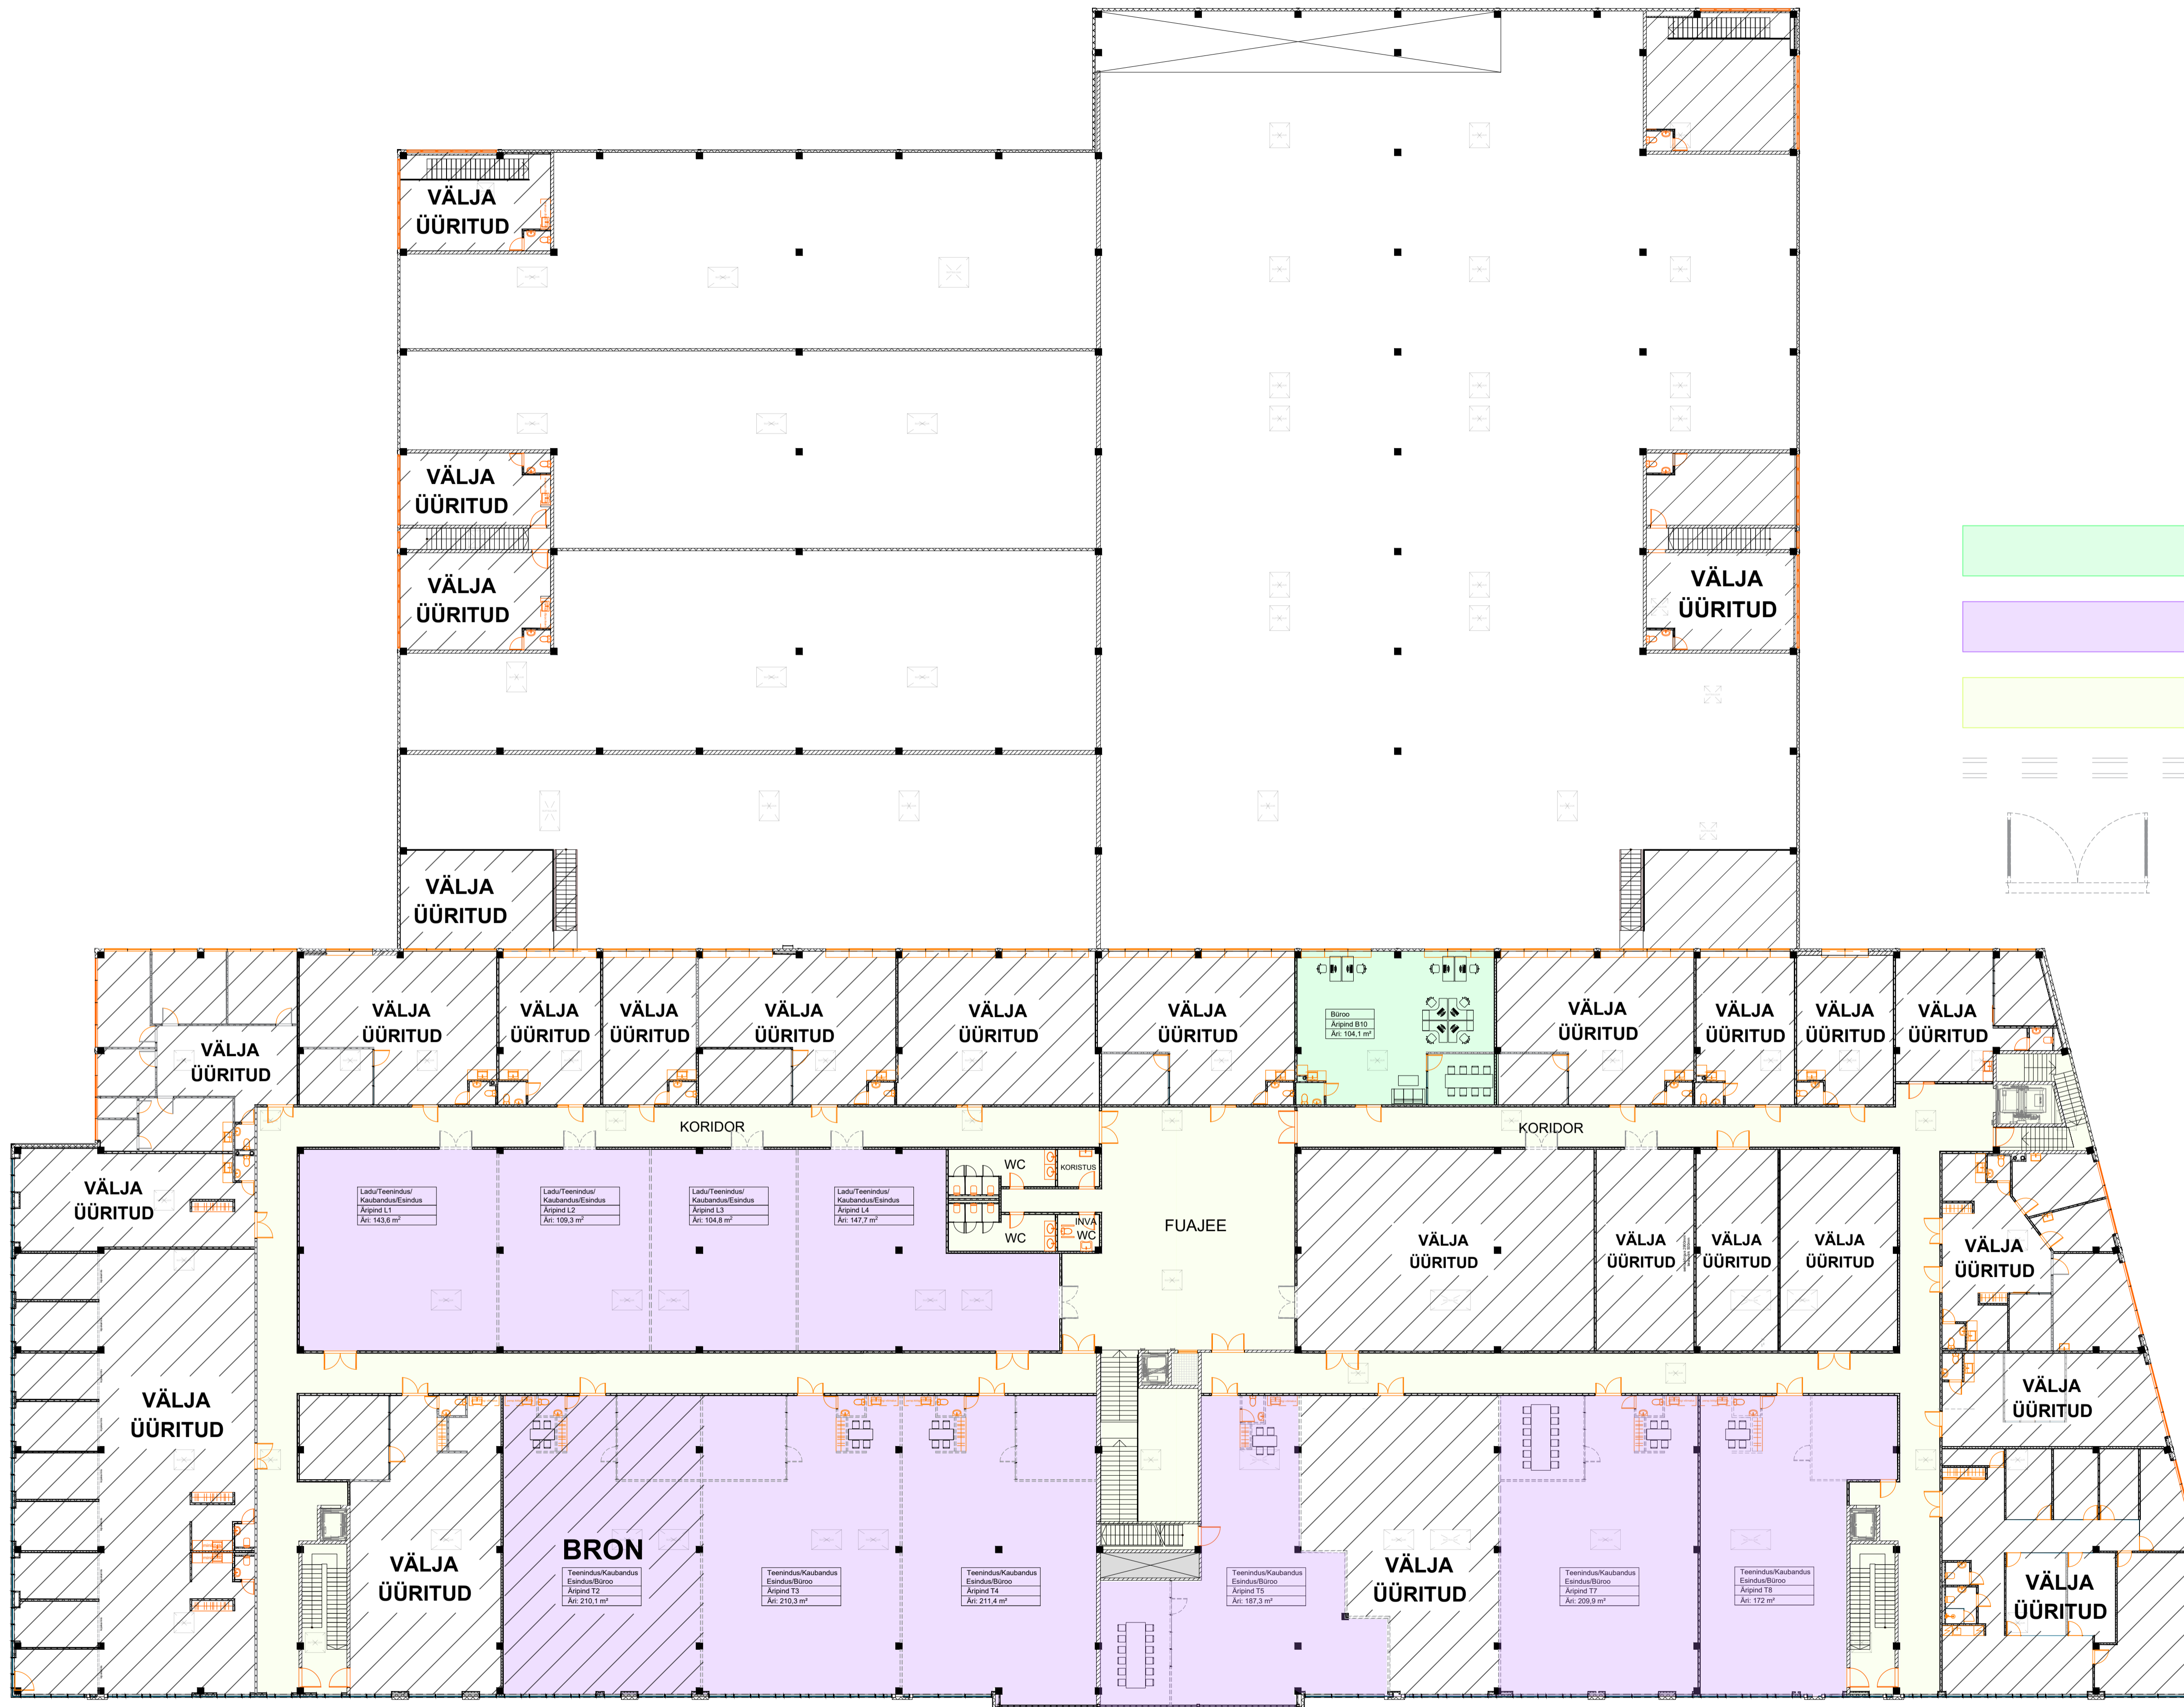 VÄLJA
ÜÜRITUD
VÄLJA
ÜÜRITUD
VÄLJA
ÜÜRITUD
VÄLJA
ÜÜRITUD
VÄLJA
ÜÜRITUD
VÄLJA
ÜÜRITUD
VÄLJA
ÜÜRITUD
VÄLJA
ÜÜRITUD
VÄLJA
ÜÜRITUD
VÄLJA
ÜÜRITUD
VÄLJA
ÜÜRITUD
VÄLJA
ÜÜRITUD
Büroo
Äripind B10
Äri: 104,1 m²
VÄLJA
ÜÜRITUD
VÄLJA
ÜÜRITUD
VÄLJA
ÜÜRITUD
VÄLJA
ÜÜRITUD
KORIDOR
KORIDOR
VÄLJA
ÜÜRITUD
Ladu/Teenindus/
Kaubandus/Esindus
Äripind L1
Äri: 143,6 m²
Ladu/Teenindus/
Kaubandus/Esindus
Äripind L2
Äri: 109,3 m²
Ladu/Teenindus/
Kaubandus/Esindus
Äripind L3
Äri: 104,8 m²
Ladu/Teenindus/
Kaubandus/Esindus
Äripind L4
Äri: 147,7 m²
WC
KORISTUS
WC
INVA
WC
FUAJEE
VÄLJA
ÜÜRITUD
VÄLJA
ÜÜRITUD
VÄLJA
ÜÜRITUD
VÄLJA
ÜÜRITUD
VÄLJA
ÜÜRITUD
VÄLJA
ÜÜRITUD
VÄLJA
ÜÜRITUD
VÄLJA
ÜÜRITUD
BRON
Teenindus/Kaubandus
Esindus/Büroo
Äripind T2
Äri: 210,1 m²
Teenindus/Kaubandus
Esindus/Büroo
Äripind T3
Äri: 210,3 m²
Teenindus/Kaubandus
Esindus/Büroo
Äripind T4
Äri: 211,4 m²
Teenindus/Kaubandus
Esindus/Büroo
Äripind T5
Äri: 187,3 m²
VÄLJA
ÜÜRITUD
Teenindus/Kaubandus
Esindus/Büroo
Äripind T7
Äri: 209,9 m²
Teenindus/Kaubandus
Esindus/Büroo
Äripind T8
Äri: 172 m²
VÄLJA
ÜÜRITUD